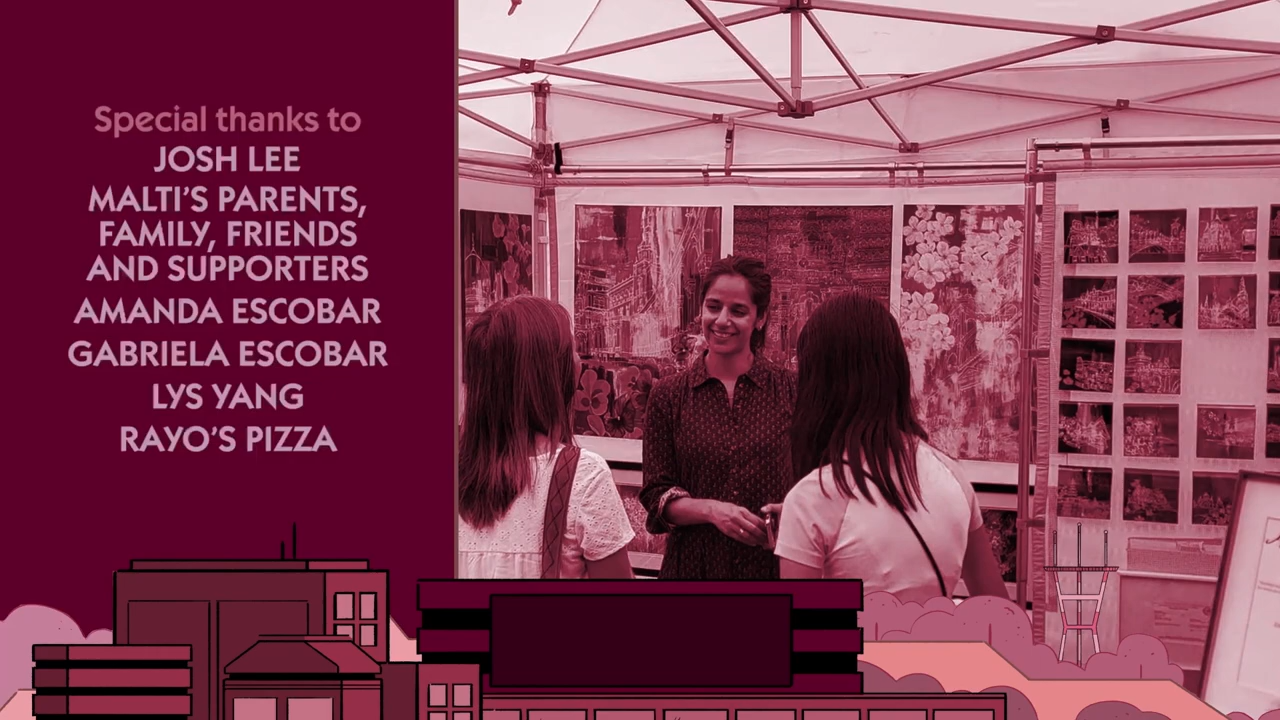 Special thanks to
JOSH LEE
MALTI'S PARENTS,
FAMILY, FRIENDS
AND SUPPORTERS
AMANDA ESCOBAR
GABRIELA ESCOBAR
LYS YANG
RAYO'S PIZZA